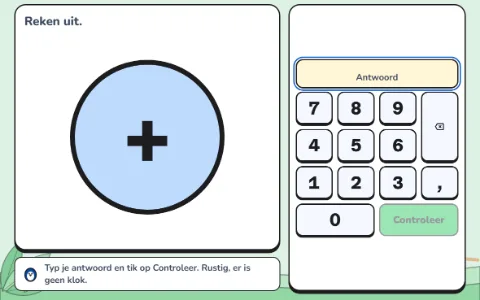 Reken uit.
+
Antwoord
7 8 9
4 5 6
1 2 3 ,
0 Controleer
Typ je antwoord en tik op Controleer. Rustig, er is
geen klok.